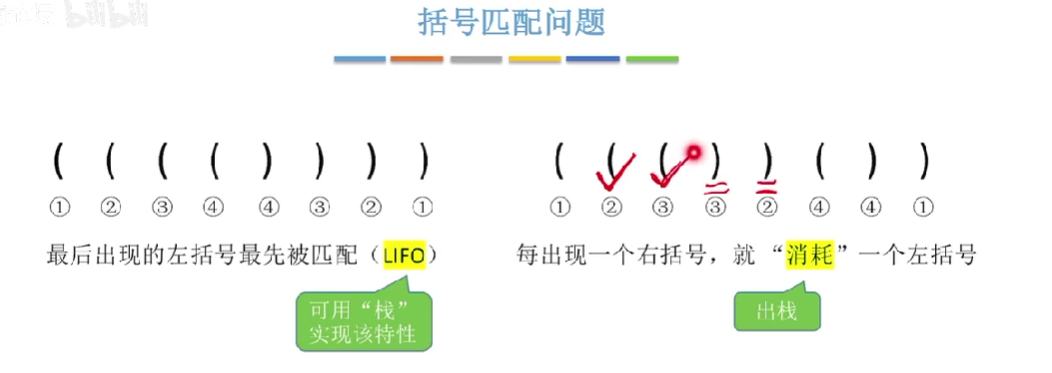 bilibili
括号匹配问题
( ( ( ( ) ) ) )
① ② ③ ④ ④ ③ ② ①
最后出现的左括号最先被匹配（LIFO）
可用“栈”
实现该特性
( ( ( ) ) ( ) )
① ② ③ ③ ② ④ ④ ①
每出现一个右括号，就“消耗”一个左括号
出栈